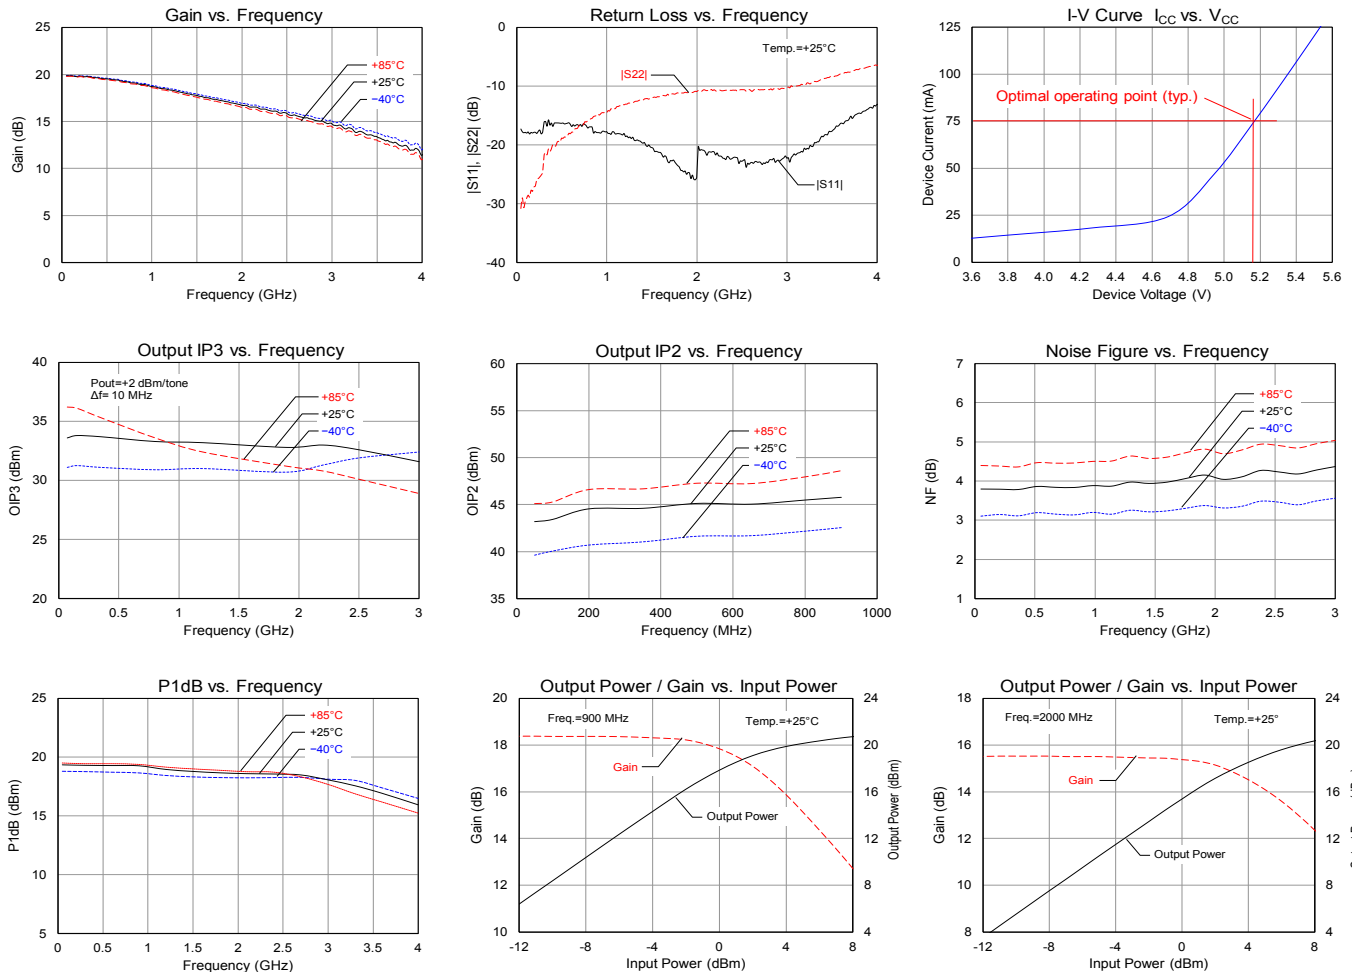 Gain vs. Frequency
25
20
15
10
5
0
Gain (dB)
+85°C
+25°C
−40°C
0 1 2 3 4
Frequency (GHz)
Return Loss vs. Frequency
0
-10
-20
-30
-40
|S11|, |S22| (dB)
Temp.=+25°C
|S22|
|S11|
0 1 2 3 4
Frequency (GHz)
I-V Curve ICC vs. VCC
125
100
75
50
25
0
Device Current (mA)
Optimal operating point (typ.)
3.6 3.8 4.0 4.2 4.4 4.6 4.8 5.0 5.2 5.4 5.6
Device Voltage (V)
Output IP3 vs. Frequency
40
35
30
25
20
OIP3 (dBm)
Pout=+2 dBm/tone
Δf= 10 MHz
+85°C
+25°C
−40°C
0 0.5 1 1.5 2 2.5 3
Frequency (GHz)
Output IP2 vs. Frequency
60
55
50
45
40
35
OIP2 (dBm)
+85°C
+25°C
−40°C
0 200 400 600 800 1000
Frequency (MHz)
Noise Figure vs. Frequency
7
6
5
4
3
2
1
NF (dB)
+85°C
+25°C
−40°C
0 0.5 1 1.5 2 2.5 3
Frequency (GHz)
P1dB vs. Frequency
25
20
15
10
5
P1dB (dBm)
+85°C
+25°C
−40°C
0 0.5 1 1.5 2 2.5 3 3.5 4
Frequency (GHz)
Output Power / Gain vs. Input Power
20
18
16
14
12
10
Gain (dB)
Freq.=900 MHz
Temp.=+25°C
Gain
Output Power
24
20
16
12
8
4
Output Power (dBm)
-12 -8 -4 0 4 8
Input Power (dBm)
Output Power / Gain vs. Input Power
18
16
14
12
10
8
Gain (dB)
Freq.=2000 MHz
Temp.=+25°
Gain
Output Power
24
20
16
12
8
4
-12 -8 -4 0 4 8
Input Power (dBm)